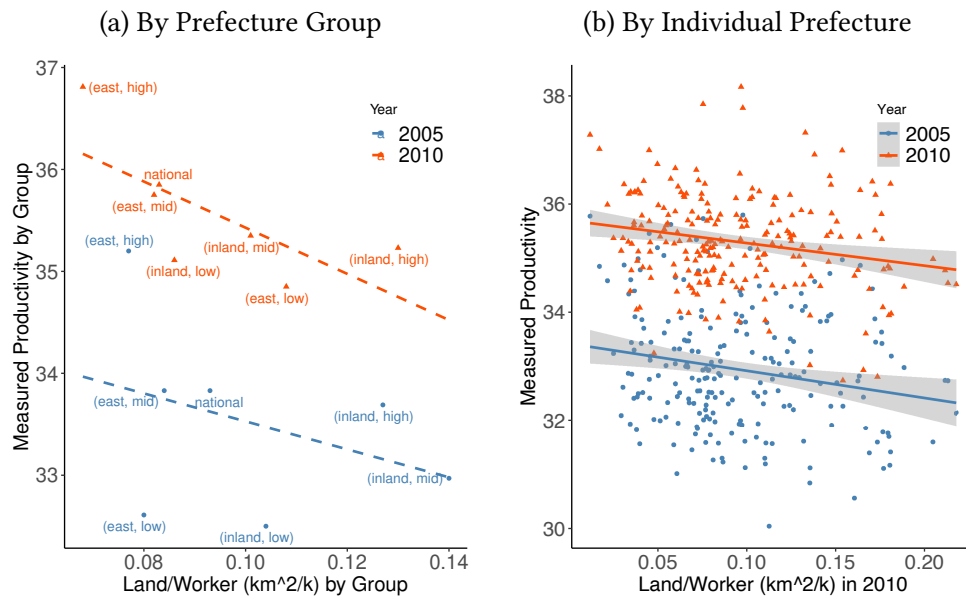 (a) By Prefecture Group
(b) By Individual Prefecture
Measured Productivity by Group
37
36
35
34
33
(east, high)
national
(east, mid)
(east, high)
(inland, low)
(inland, mid)
(inland, high)
(east, low)
(east, mid)
national
(inland, high)
(inland, mid)
(east, low)
(inland, low)
Year
a 2005
a 2010
0.08
0.10
0.12
0.14
Land/Worker (km^2/k) by Group
Measured Productivity
38
36
34
32
30
Year
2005
2010
0.05
0.10
0.15
0.20
Land/Worker (km^2/k) in 2010